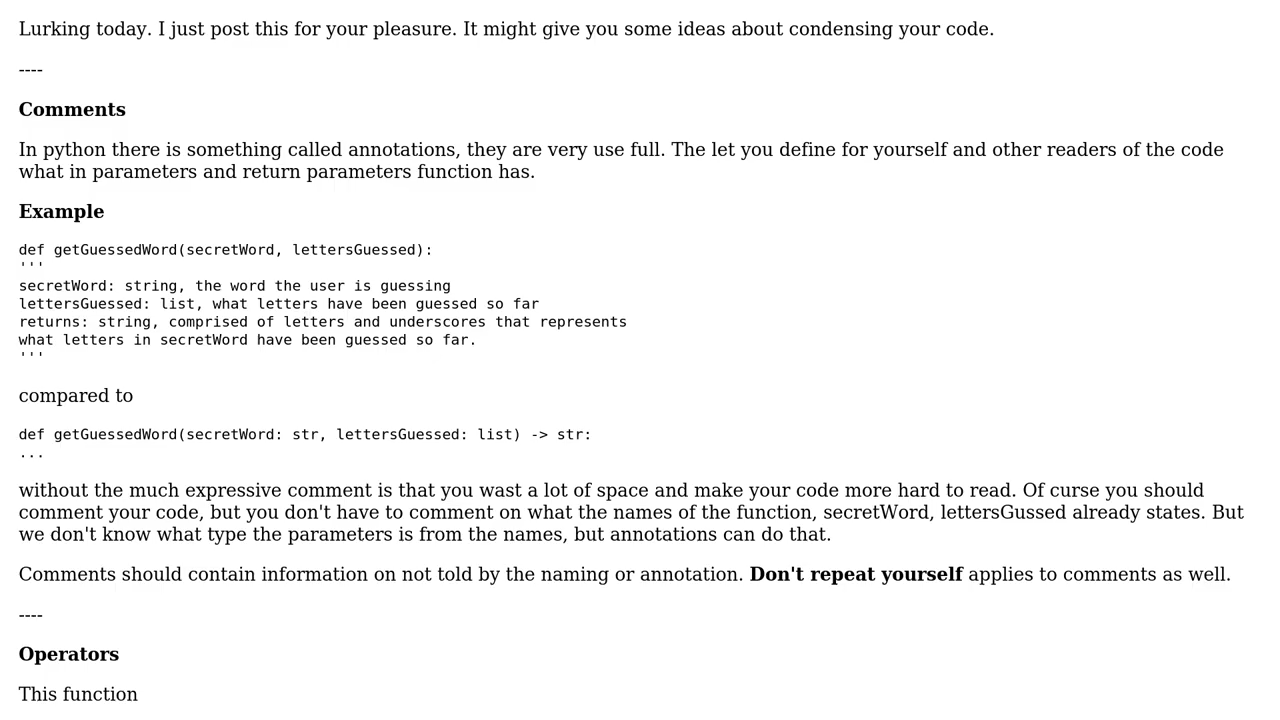 Lurking today. I just post this for your pleasure. It might give you some ideas about condensing your code.
----
Comments
In python there is something called annotations, they are very use full. The let you define for yourself and other readers of the code
what in parameters and return parameters function has.
Example
def getGuessedWord(secretWord, lettersGuessed):
'''
secretWord: string, the word the user is guessing
lettersGuessed: list, what letters have been guessed so far
returns: string, comprised of letters and underscores that represents
what letters in secretWord have been guessed so far.
'''
compared to
def getGuessedWord(secretWord: str, lettersGuessed: list) -> str:
...
without the much expressive comment is that you wast a lot of space and make your code more hard to read. Of curse you should
comment your code, but you don't have to comment on what the names of the function, secretWord, lettersGussed already states. But
we don't know what type the parameters is from the names, but annotations can do that.
Comments should contain information on not told by the naming or annotation. Don't repeat yourself applies to comments as well.
----
Operators
This function